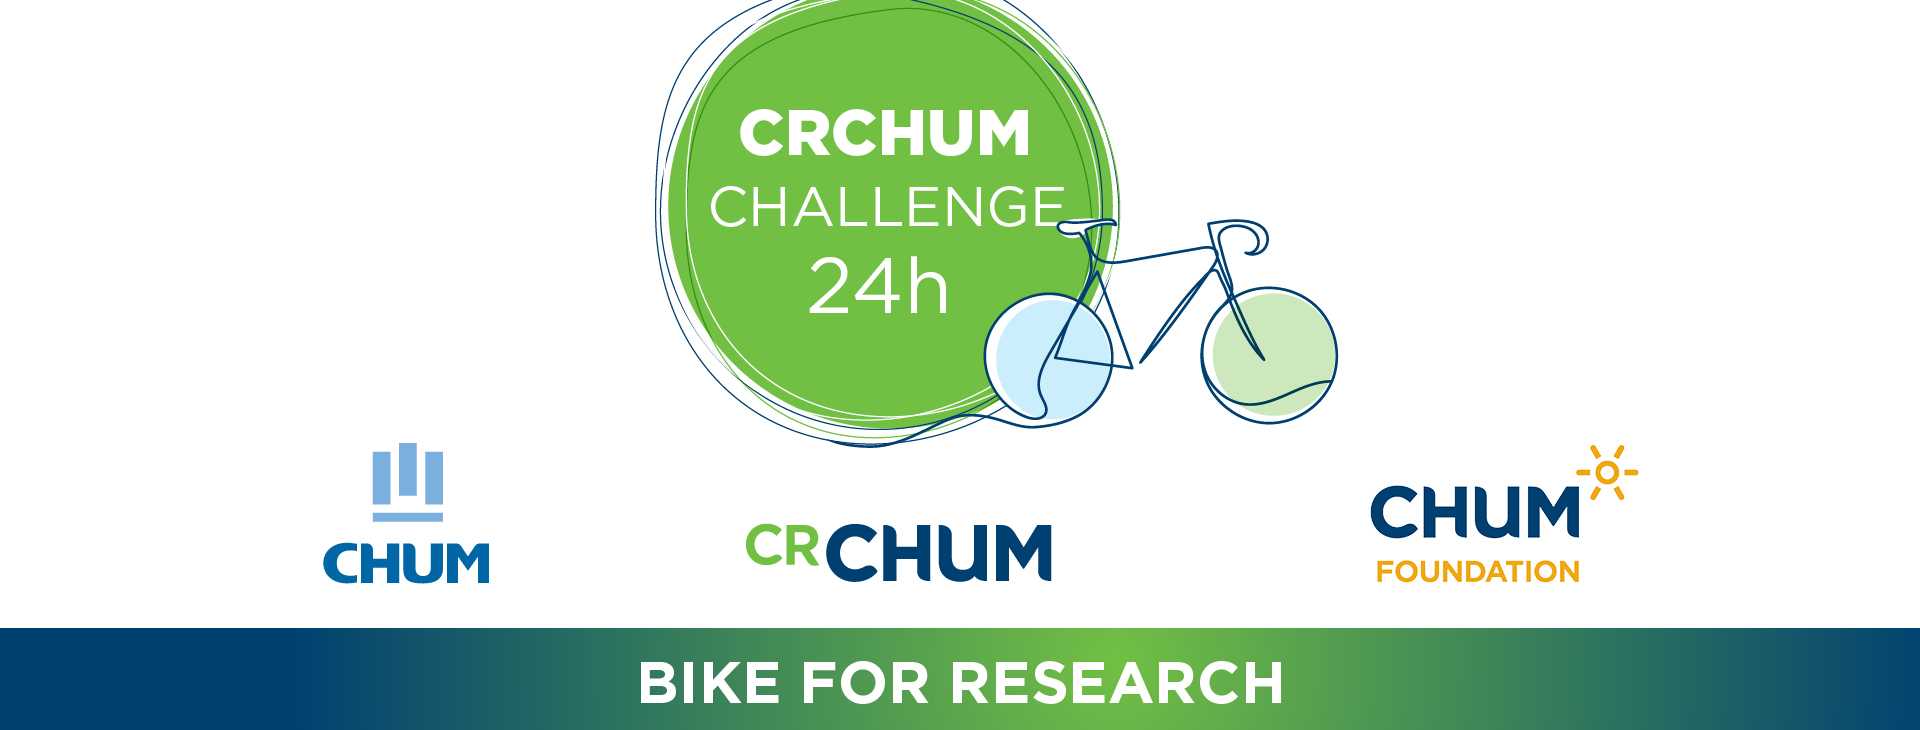 CRCHUM
CHALLENGE
24h
CHUM
CRCHUM
CHUM
FOUNDATION
BIKE FOR RESEARCH